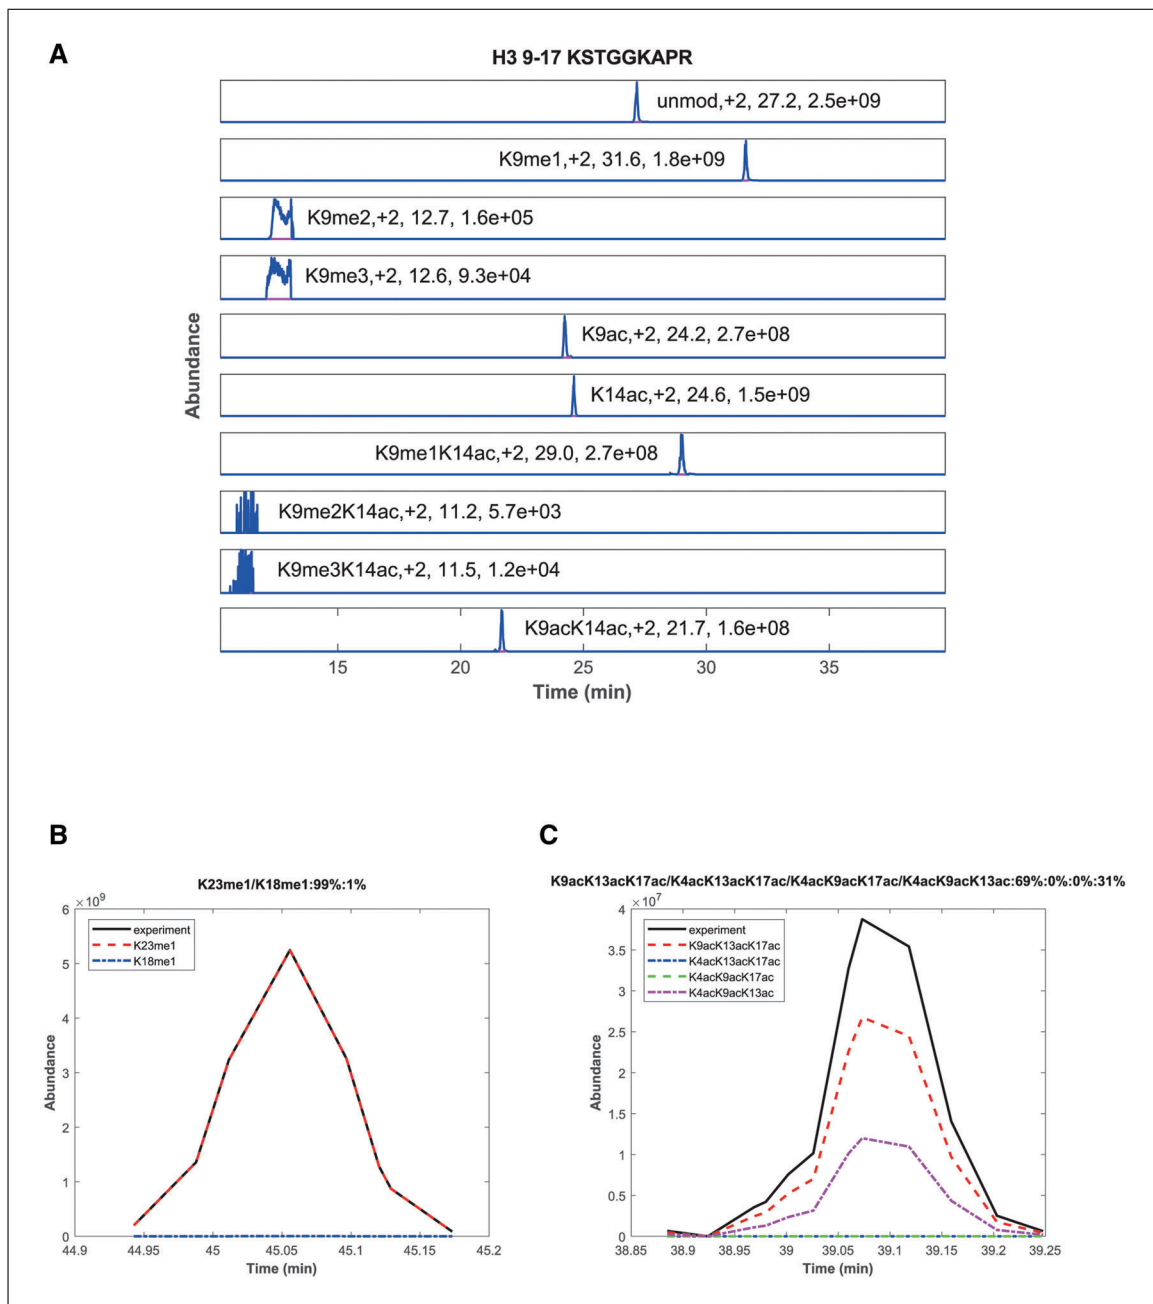 A
H3 9-17 KSTGGKAPR
unmod,+2, 27.2, 2.5e+09
K9me1,+2, 31.6, 1.8e+09
K9me2,+2, 12.7, 1.6e+05
K9me3,+2, 12.6, 9.3e+04
K9ac,+2, 24.2, 2.7e+08
K14ac,+2, 24.6, 1.5e+09
K9me1K14ac,+2, 29.0, 2.7e+08
K9me2K14ac,+2, 11.2, 5.7e+03
K9me3K14ac,+2, 11.5, 1.2e+04
K9acK14ac,+2, 21.7, 1.6e+08
Abundance
15 20 25 30 35
Time (min)
B
K23me1/K18me1:99%:1%
×10⁹
6
5
4
3
2
1
0
experiment
K23me1
K18me1
Abundance
44.9 44.95 45 45.05 45.1 45.15 45.2
Time (min)
C
K9acK13acK17ac/K4acK13acK17ac/K4acK9acK17ac/K4acK9acK13ac:69%:0%:0%:31%
×10⁷
4
3.5
3
2.5
2
1.5
1
0.5
0
experiment
K9acK13acK17ac
K4acK13acK17ac
K4acK9acK17ac
K4acK9acK13ac
Abundance
38.85 38.9 38.95 39 39.05 39.1 39.15 39.2 39.25
Time (min)